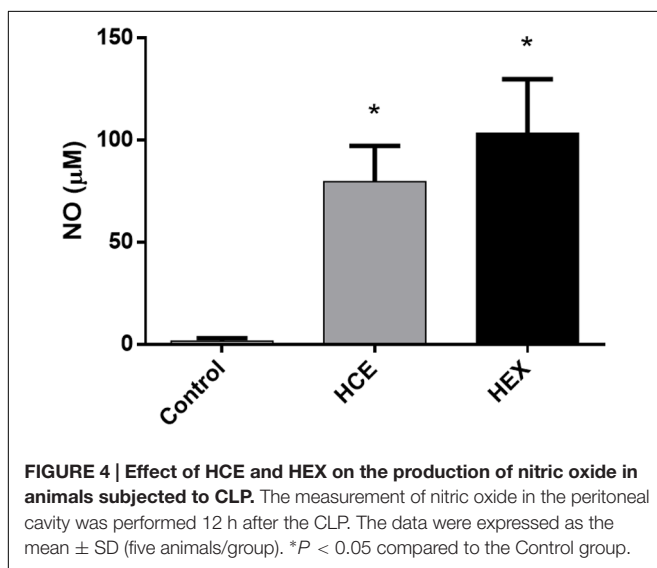 150
*
*
100
NO (µM)
50
0
Control
HCE
HEX
FIGURE 4 | Effect of HCE and HEX on the production of nitric oxide in
animals subjected to CLP. The measurement of nitric oxide in the peritoneal
cavity was performed 12 h after the CLP. The data were expressed as the
mean ± SD (five animals/group). *P < 0.05 compared to the Control group.